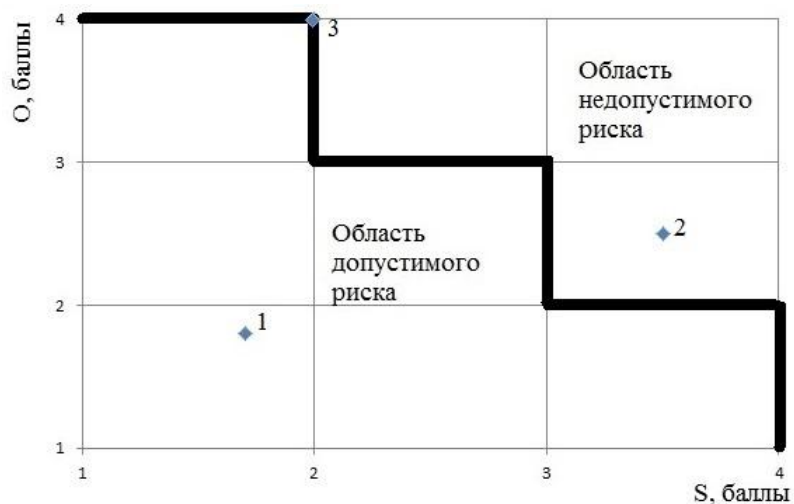 4
3
О, баллы
Область
недопустимого
риска
3
2
Область
допустимого
риска
2
1
1
1
2
3
4
S, баллы